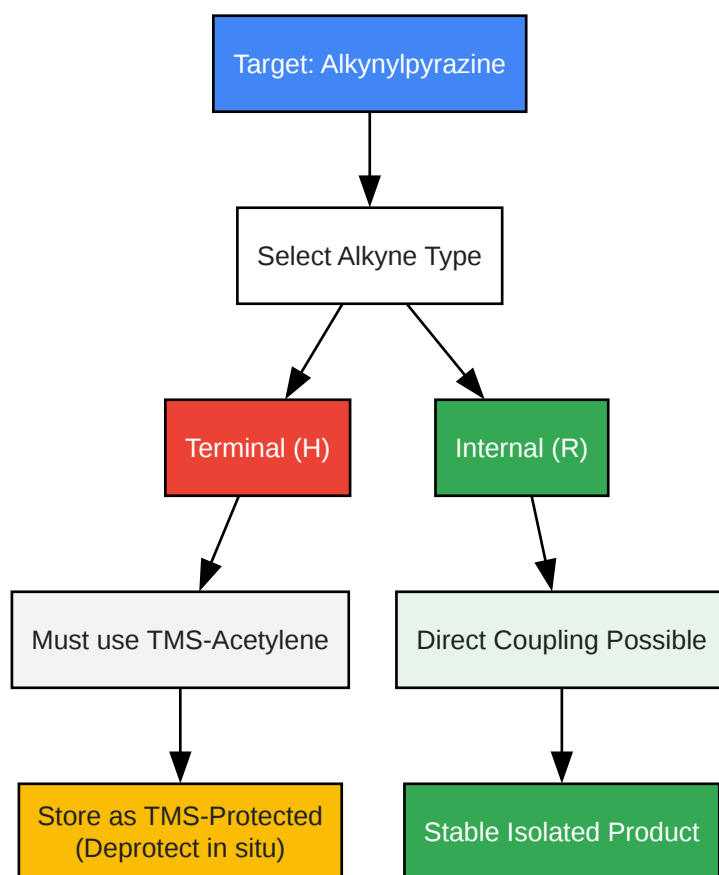 Target: Alkynylpyrazine
Select Alkyne Type
Terminal (H)
Internal (R)
Must use TMS-Acetylene
Direct Coupling Possible
Store as TMS-Protected
(Deprotect in situ)
Stable Isolated Product